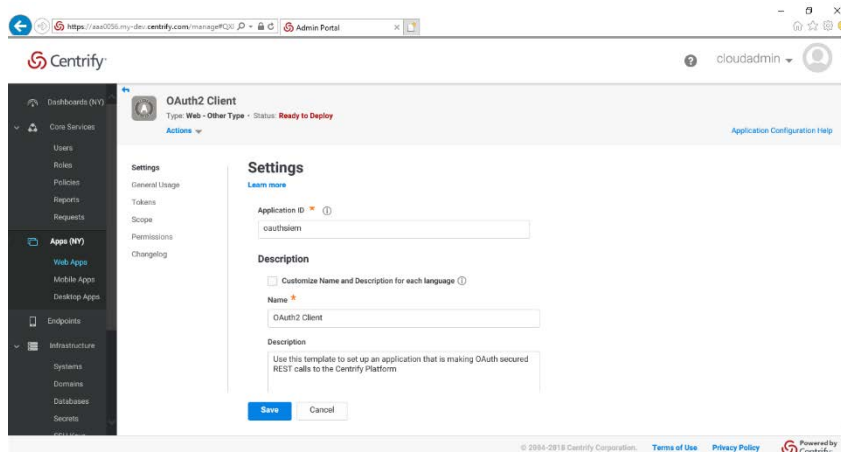 https://aaa0056.my-dev.centrify.com/manage#
Admin Portal
Centrify
cloudadmin
OAuth2 Client
Type: Web - Other Type · Status: Ready to Deploy
Actions
Application Configuration Help
Dashboards (NY)
Core Services
Users
Roles
Policies
Reports
Requests
Apps (NY)
Web Apps
Mobile Apps
Desktop Apps
Endpoints
Infrastructure
Systems
Domains
Databases
Secrets
Settings
General Usage
Tokens
Scope
Permissions
Changelog
Settings
Learn more
Application ID *
oauthsiem
Description
Customize Name and Description for each language
Name *
OAuth2 Client
Description
Use this template to set up an application that is making OAuth secured
REST calls to the Centrify Platform
Save Cancel
© 2004-2018 Centrify Corporation. Terms of Use Privacy Policy
Powered by
Centrify